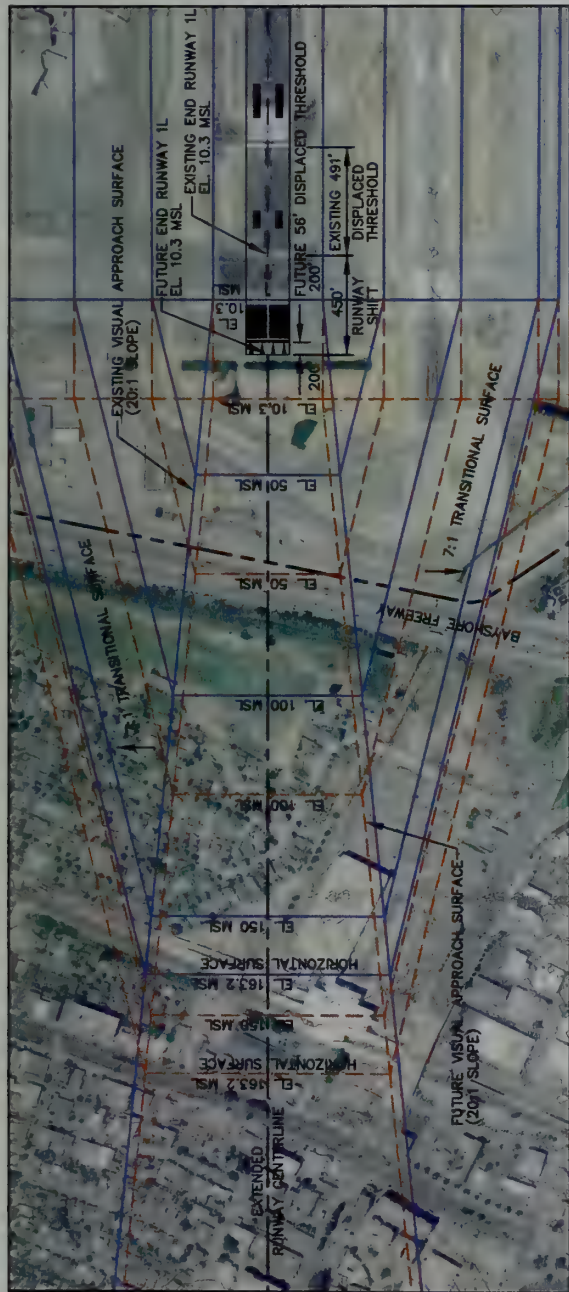 FUTURE END RUNWAY 1L
EL. 10.3 MSL
EXISTING END RUNWAY 1L
EL. 10.3 MSL
EXISTING VISUAL APPROACH SURFACE
(20:1 SLOPE)
EL.
10.3
MSL
FUTURE 56' DISPLACED THRESHOLD
200'
EXISTING 491'
DISPLACED
THRESHOLD
450'
RUNWAY
SHIFT
200'
EL.
10.3 MSL
EL.
50 MSL
EL.
50 MSL
7:1 TRANSITIONAL SURFACE
BAYSHORE FREEWAY
7:1 TRANSITIONAL SURFACE
EL.
100 MSL
EL.
100 MSL
FUTURE VISUAL APPROACH SURFACE
(20:1 SLOPE)
EL.
150 MSL
HORIZONTAL SURFACE
EL.
163.2 MSL
EL.
150 MSL
HORIZONTAL SURFACE
EL.
163.2 MSL
EXTENDED
RUNWAY CENTERLINE